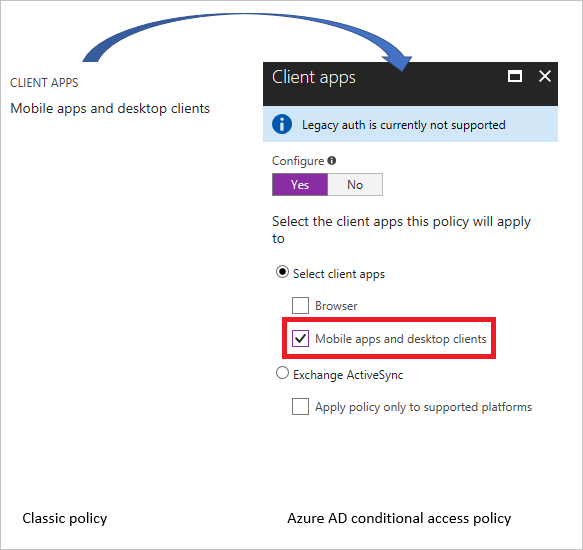 CLIENT APPS
Mobile apps and desktop clients
Client apps
Legacy auth is currently not supported
Configure
Yes No
Select the client apps this policy will apply
to
Select client apps
Browser
Mobile apps and desktop clients
Exchange ActiveSync
Apply policy only to supported platforms
Classic policy
Azure AD conditional access policy